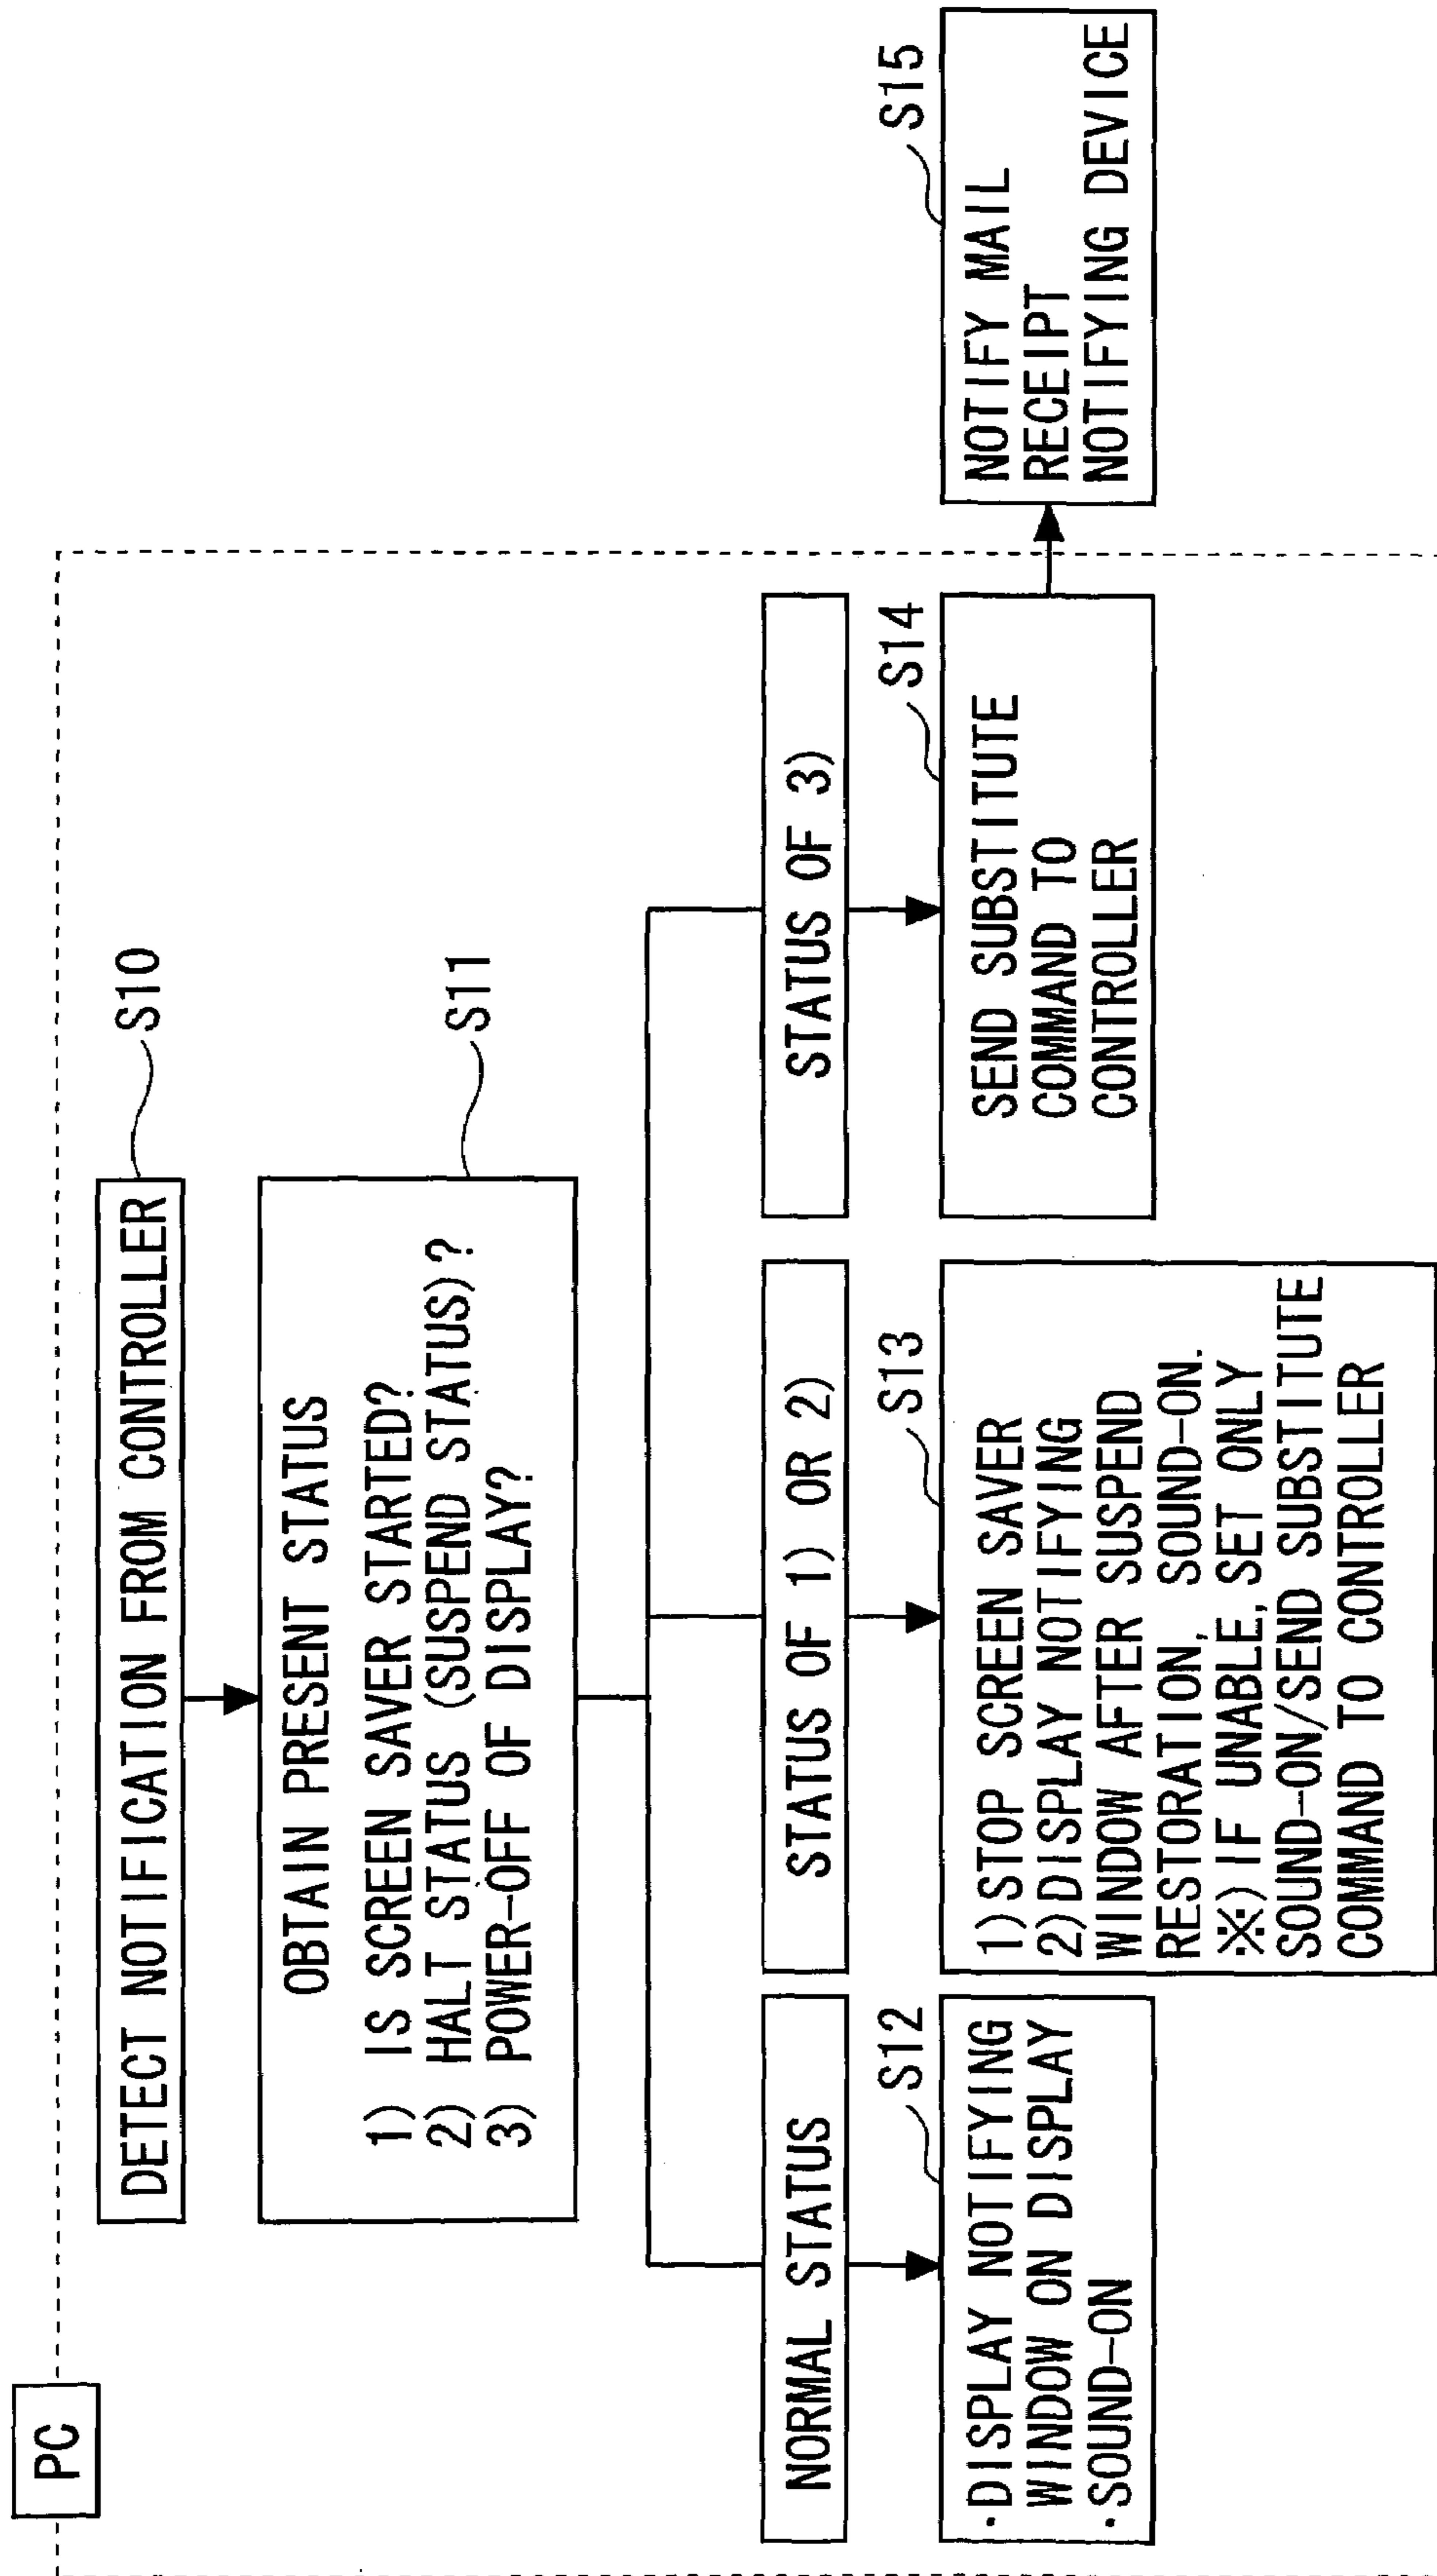 PC
DETECT NOTIFICATION FROM CONTROLLER
S10
OBTAIN PRESENT STATUS
1) IS SCREEN SAVER STARTED?
2) HALT STATUS (SUSPEND STATUS)?
3) POWER-OFF OF DISPLAY?
S11
NORMAL STATUS
S12
・DISPLAY NOTIFYING
WINDOW ON DISPLAY
・SOUND-ON
STATUS OF 1) OR 2)
S13
1) STOP SCREEN SAVER
2) DISPLAY NOTIFYING
WINDOW AFTER SUSPEND
RESTORATION, SOUND-ON.
※) IF UNABLE, SET ONLY
SOUND-ON/SEND SUBSTITUTE
COMMAND TO CONTROLLER
STATUS OF 3)
S14
SEND SUBSTITUTE
COMMAND TO
CONTROLLER
S15
NOTIFY MAIL
RECEIPT
NOTIFYING DEVICE